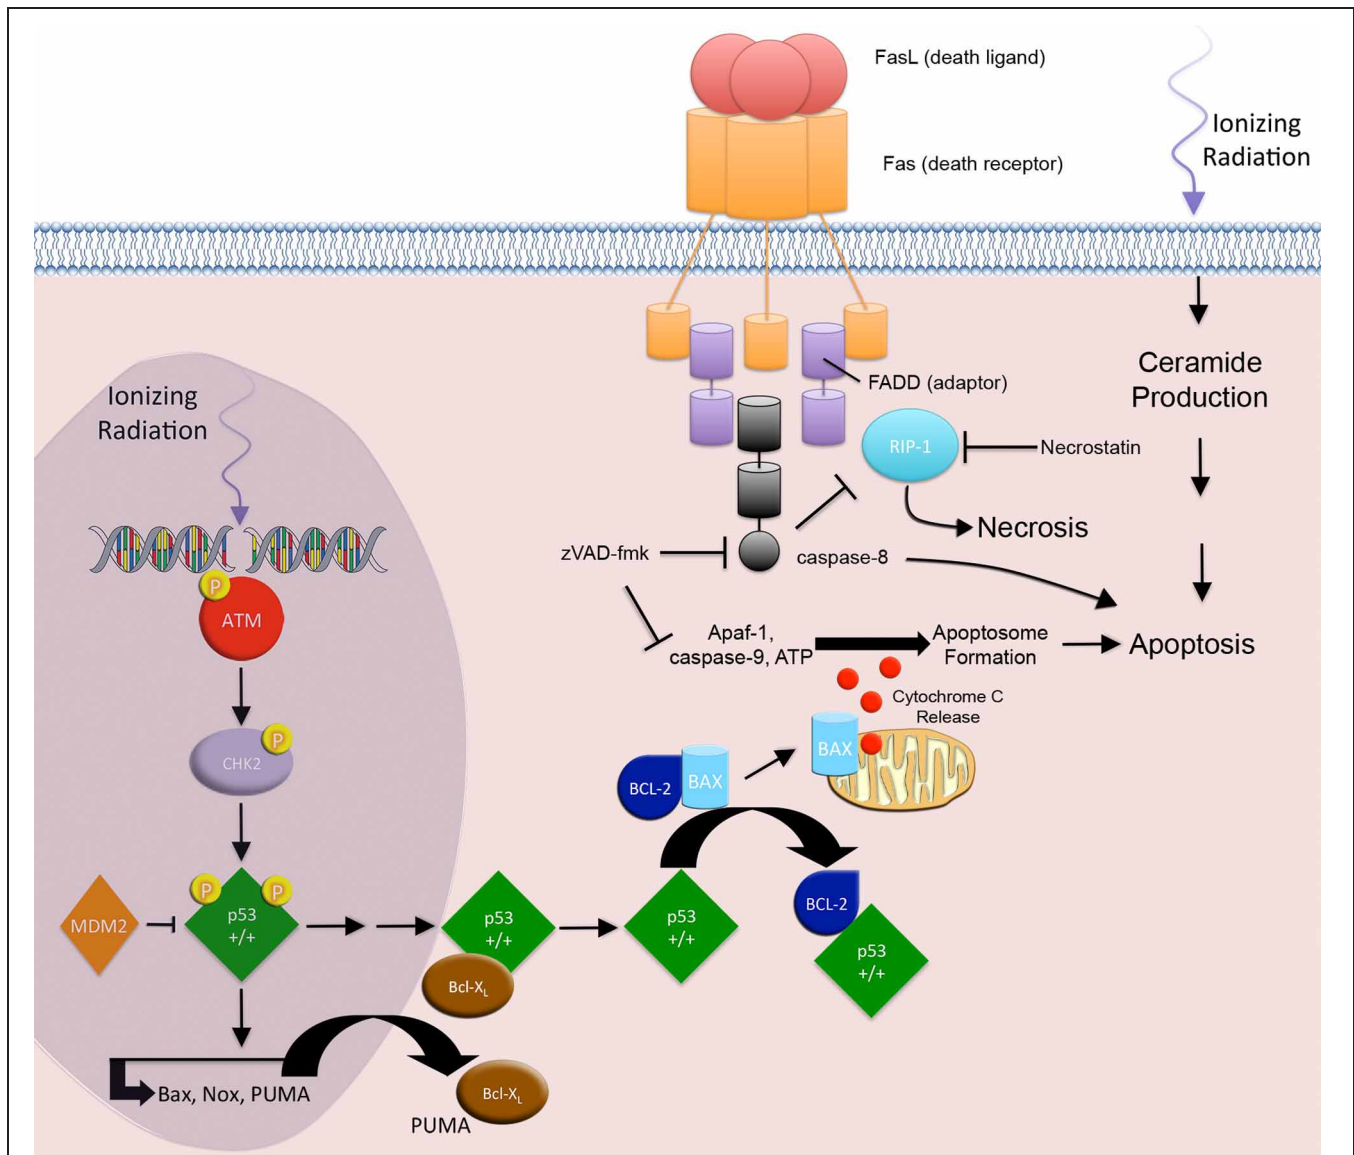 FasL (death ligand)
Ionizing
Radiation
Fas (death receptor)
Ceramide
Production
FADD (adaptor)
Ionizing
Radiation
RIP-1
Necrostatin
Necrosis
zVAD-fmk
caspase-8
P
ATM
Apaf-1,
caspase-9, ATP
Apoptosome
Formation
Apoptosis
Cytochrome C
Release
P
CHK2
BAX
BCL-2
BAX
P
P
MDM2
p53
+/+
p53
+/+
p53
+/+
BCL-2
p53
+/+
Bcl-XL
Bax, Nox, PUMA
Bcl-XL
PUMA